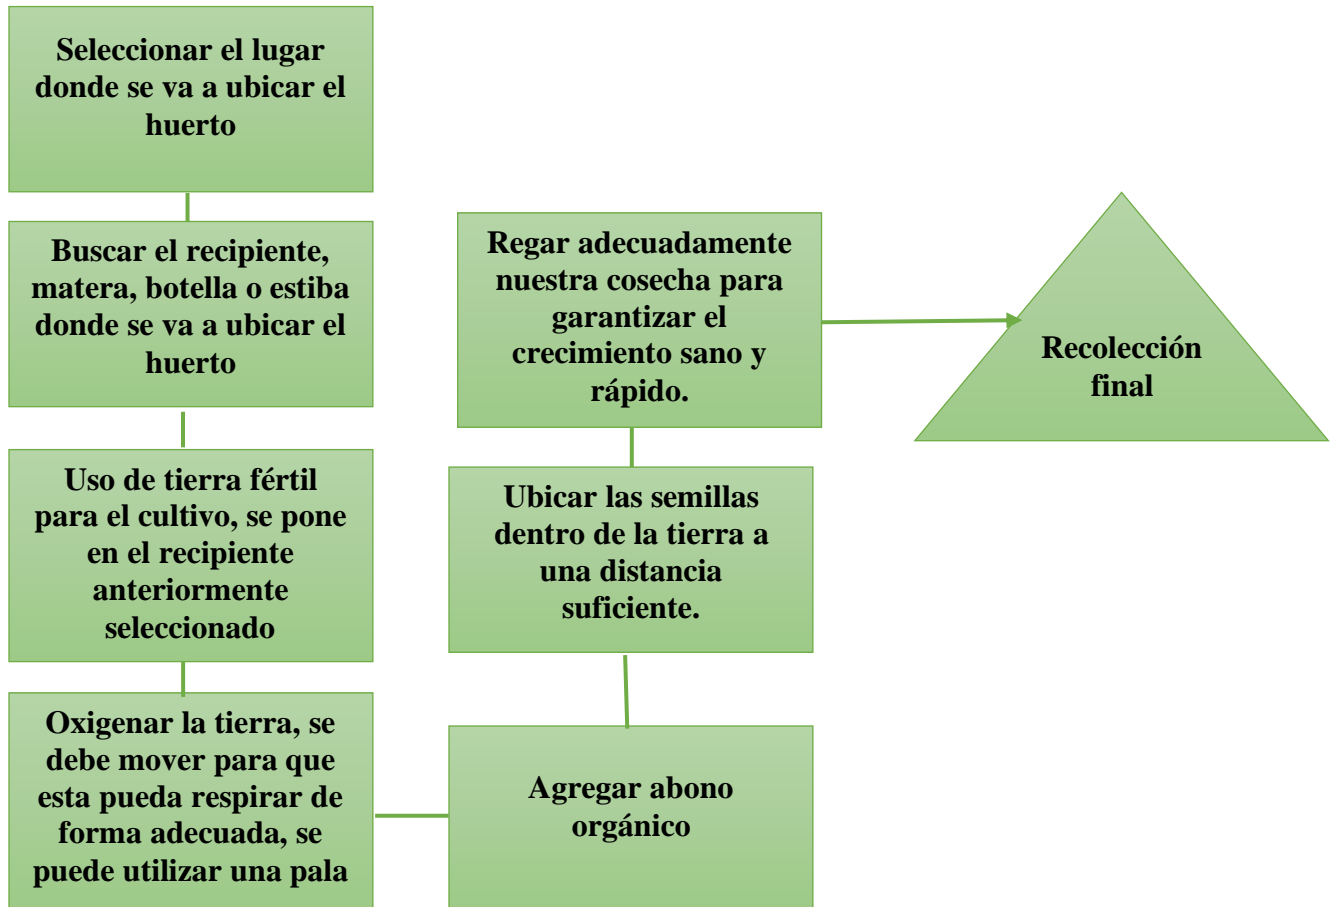 Seleccionar el lugar
donde se va a ubicar el
huerto
Buscar el recipiente,
matera, botella o estiba
donde se va a ubicar el
huerto
Uso de tierra fértil
para el cultivo, se pone
en el recipiente
anteriormente
seleccionado
Oxigenar la tierra, se
debe mover para que
esta pueda respirar de
forma adecuada, se
puede utilizar una pala
Agregar abono
orgánico
Ubicar las semillas
dentro de la tierra a
una distancia
suficiente.
Regar adecuadamente
nuestra cosecha para
garantizar el
crecimiento sano y
rápido.
Recolección
final